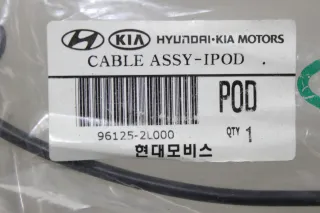 KIA HYUNDAI·KIA MOTORS
CABLE ASSY-IPOD
POD
96125-2L000
QTY 1
현대모비스